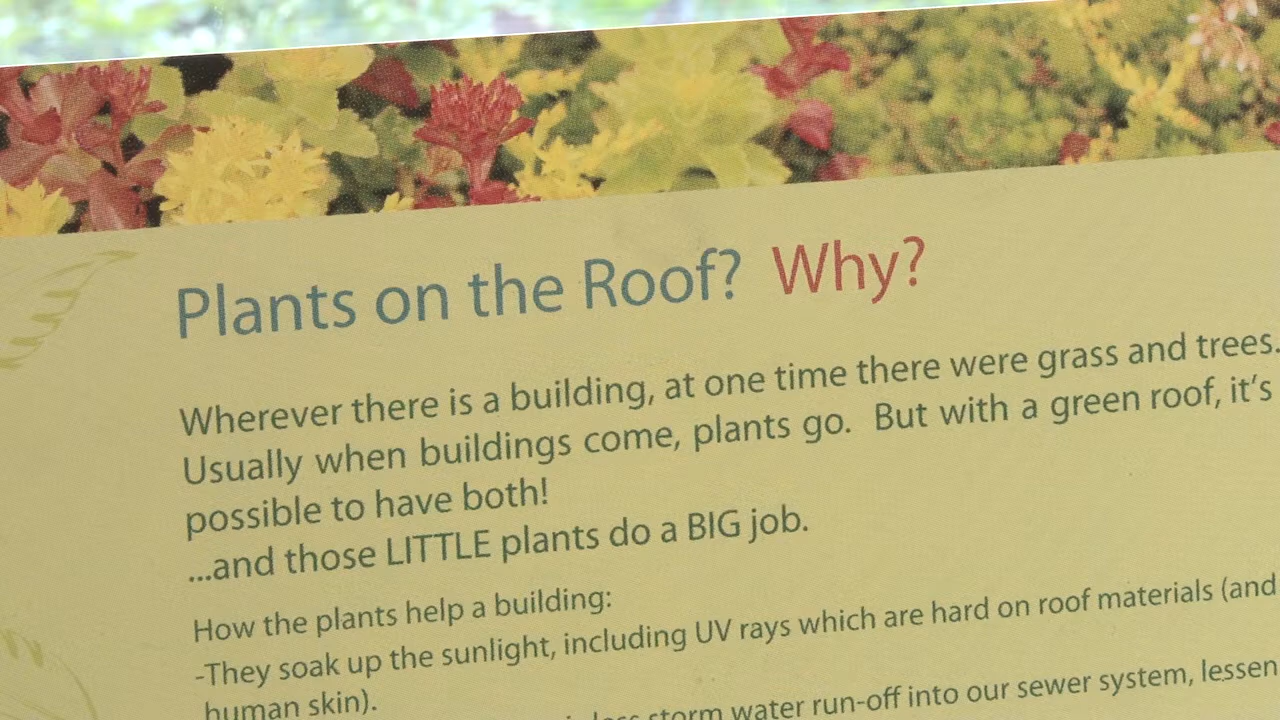 Plants on the Roof? Why?
Wherever there is a building, at one time there were grass and trees.
Usually when buildings come, plants go. But with a green roof, it's
possible to have both!
...and those LITTLE plants do a BIG job.
How the plants help a building:
-They soak up the sunlight, including UV rays which are hard on roof materials (and
human skin).
less storm water run-off into our sewer system, lessen